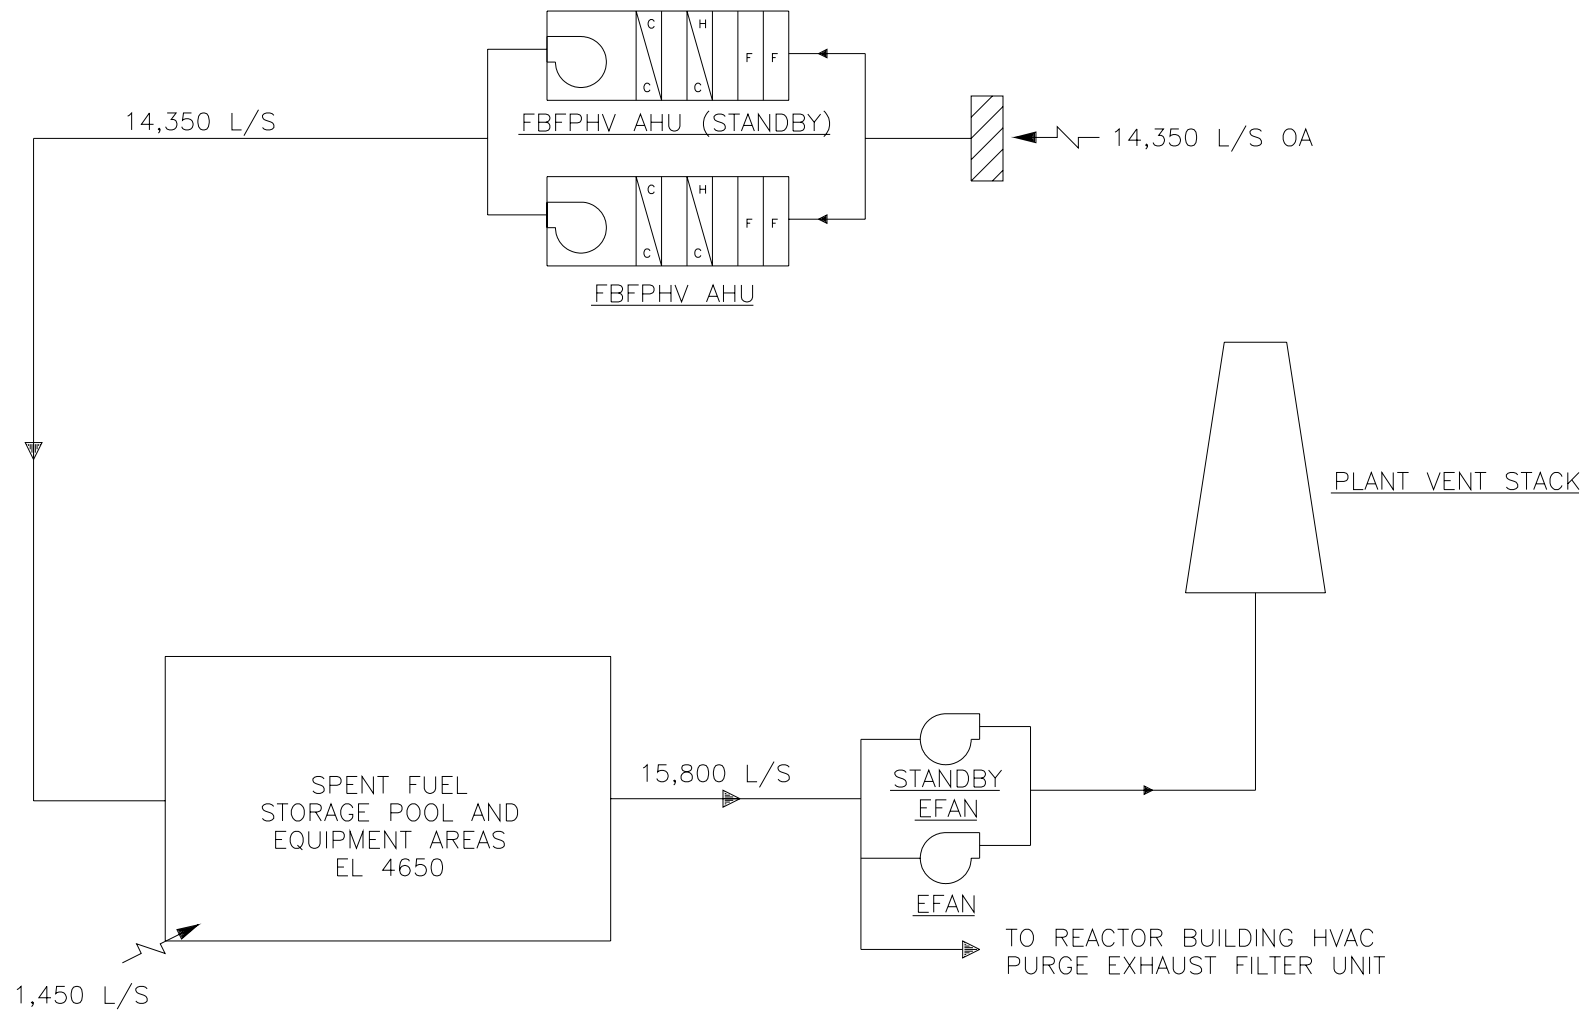 C
H
F F
C
C
FBFPHV AHU (STANDBY)
14,350 L/S
14,350 L/S OA
C
H
F F
C
C
FBFPHV AHU
PLANT VENT STACK
SPENT FUEL
STORAGE POOL AND
EQUIPMENT AREAS
EL 4650
15,800 L/S
STANDBY
EFAN
EFAN
TO REACTOR BUILDING HVAC
PURGE EXHAUST FILTER UNIT
1,450 L/S